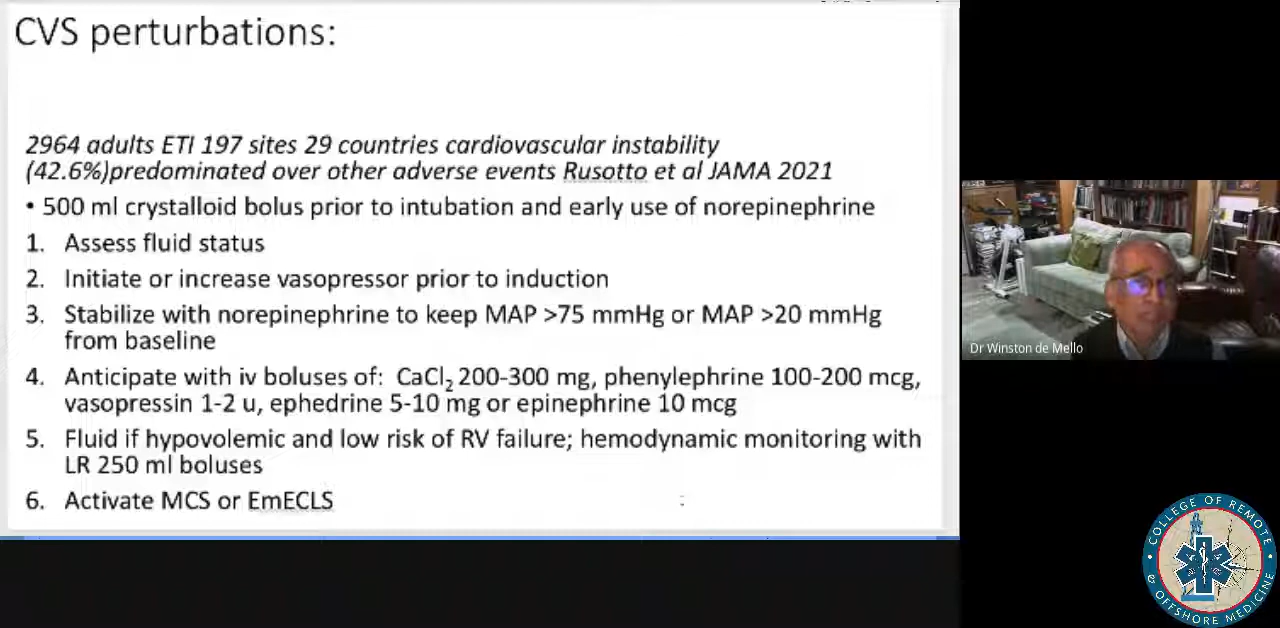 CVS perturbations:
2964 adults ETI 197 sites 29 countries cardiovascular instability
(42.6%)predominated over other adverse events Rusotto et al JAMA 2021
• 500 ml crystalloid bolus prior to intubation and early use of norepinephrine
1. Assess fluid status
2. Initiate or increase vasopressor prior to induction
3. Stabilize with norepinephrine to keep MAP >75 mmHg or MAP >20 mmHg
from baseline
4. Anticipate with iv boluses of: CaCl₂ 200-300 mg, phenylephrine 100-200 mcg,
vasopressin 1-2 u, ephedrine 5-10 mg or epinephrine 10 mcg
5. Fluid if hypovolemic and low risk of RV failure; hemodynamic monitoring with
LR 250 ml boluses
6. Activate MCS or EmECLS
Dr Winston de Mello
COLLEGE OF REMOTE
& OFFSHORE MEDICINE